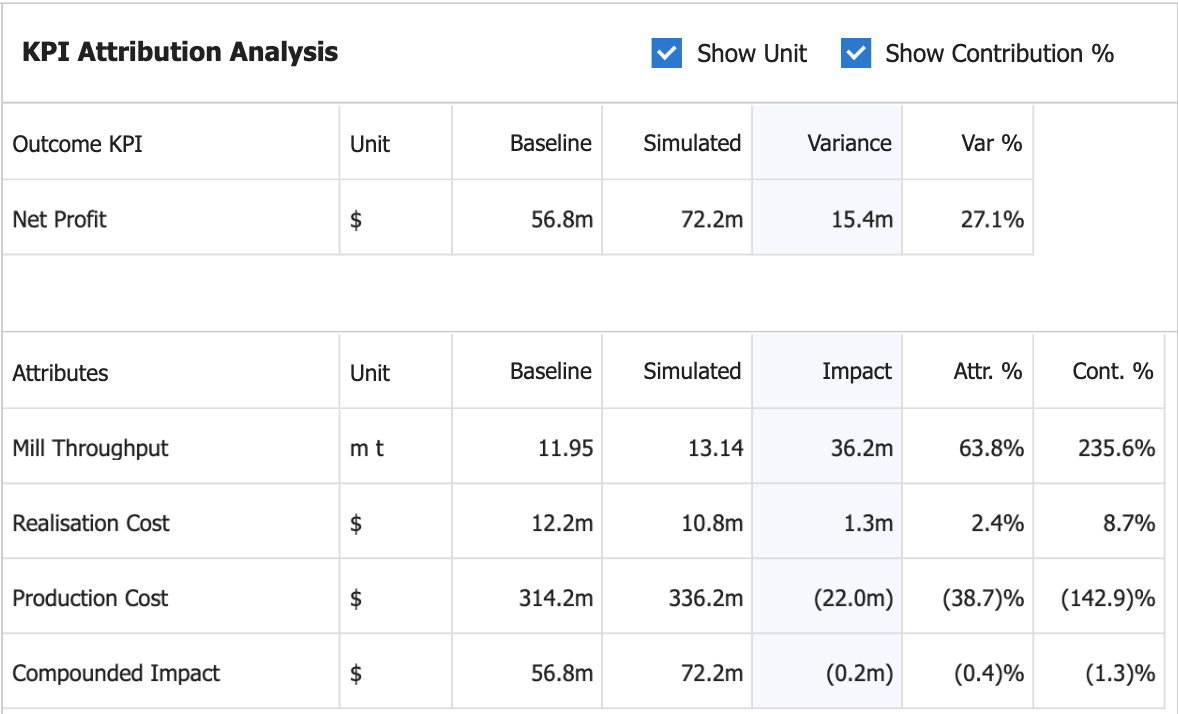 KPI Attribution Analysis Show Unit Show Contribution %
Outcome KPI Unit Baseline Simulated Variance Var %
Net Profit $ 56.8m 72.2m 15.4m 27.1%
Attributes Unit Baseline Simulated Impact Attr. % Cont. %
Mill Throughput m t 11.95 13.14 36.2m 63.8% 235.6%
Realisation Cost $ 12.2m 10.8m 1.3m 2.4% 8.7%
Production Cost $ 314.2m 336.2m (22.0m) (38.7)% (142.9)%
Compounded Impact $ 56.8m 72.2m (0.2m) (0.4)% (1.3)%